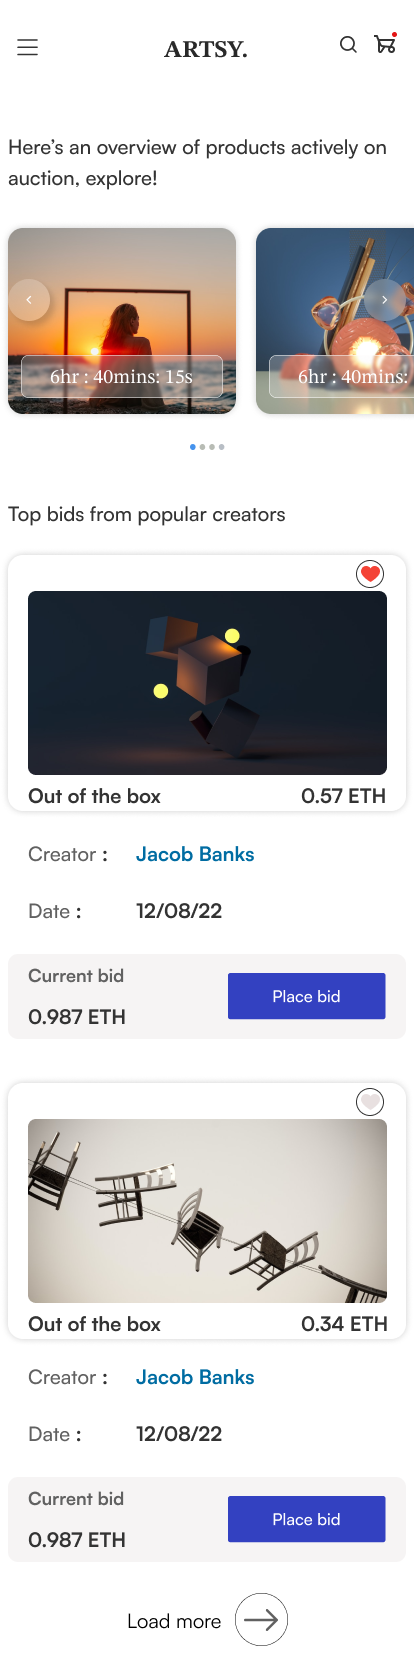 ARTSY.
Here's an overview of products actively on
auction, explore!
6hr : 40mins: 15s
6hr : 40mins:
Top bids from popular creators
Out of the box 0.57 ETH
Creator : Jacob Banks
Date : 12/08/22
Current bid
0.987 ETH
Place bid
Out of the box 0.34 ETH
Creator : Jacob Banks
Date : 12/08/22
Current bid
0.987 ETH
Place bid
Load more